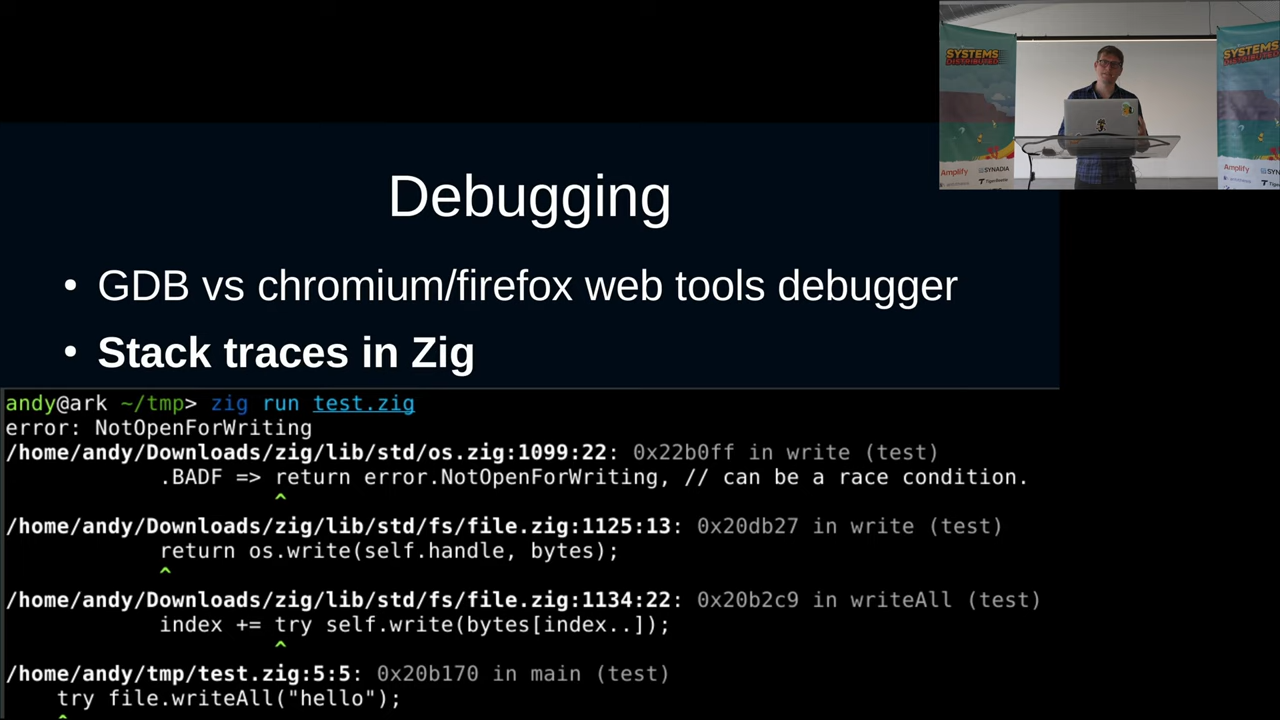 SYSTEMS
DISTRIBUTED
SYSTEMS
DISTRIBUTED
Amplify
SYNADIA
Amplify
Debugging
• GDB vs chromium/firefox web tools debugger
• Stack traces in Zig
andy@ark ~/tmp> zig run test.zig
error: NotOpenForWriting
/home/andy/Downloads/zig/lib/std/os.zig:1099:22: 0x22b0ff in write (test)
.BADF => return error.NotOpenForWriting, // can be a race condition.
^
/home/andy/Downloads/zig/lib/std/fs/file.zig:1125:13: 0x20db27 in write (test)
return os.write(self.handle, bytes);
^
/home/andy/Downloads/zig/lib/std/fs/file.zig:1134:22: 0x20b2c9 in writeAll (test)
index += try self.write(bytes[index..]);
^
/home/andy/tmp/test.zig:5:5: 0x20b170 in main (test)
try file.writeAll("hello");
^